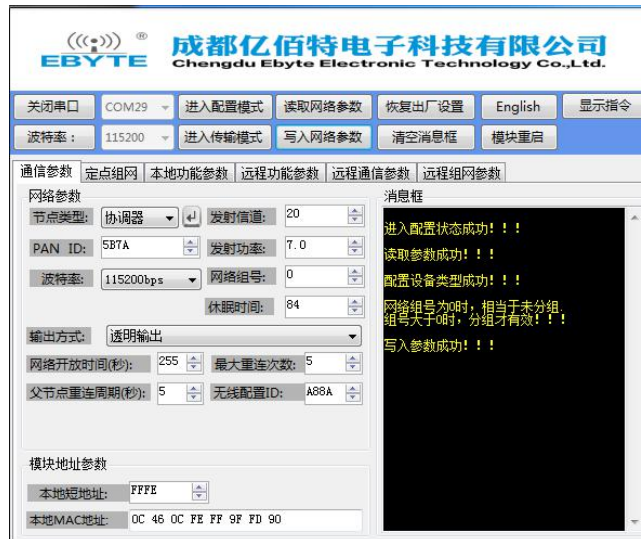 ((•)) ®
EBYTE 成都亿佰特电子科技有限公司
Chengdu Ebyte Electronic Technology Co.,Ltd.
关闭串口 COM29 进入配置模式 读取网络参数 恢复出厂设置 English 显示指令
波特率: 115200 进入传输模式 写入网络参数 清空消息框 模块重启
通信参数 定点组网 本地功能参数 远程功能参数 远程通信参数 远程组网参数
网络参数
节点类型: 协调器 发射信道: 20
PAN ID: 5B7A 发射功率: 7.0
波特率: 115200bps 网络组号: 0
休眠时间: 84
输出方式: 透明输出
网络开放时间(秒): 255 最大重连次数: 5
父节点重连周期(秒): 5 无线配置ID: A88A
模块地址参数
本地短地址: FFFE
本地MAC地址: 0C 46 0C FE FF 9F FD 90
消息框
进入配置状态成功!!!
读取参数成功!!!
配置设备类型成功!!!
网络组号为0时,相当于未分组.
组号大于0时,分组才有效!!!
写入参数成功!!!